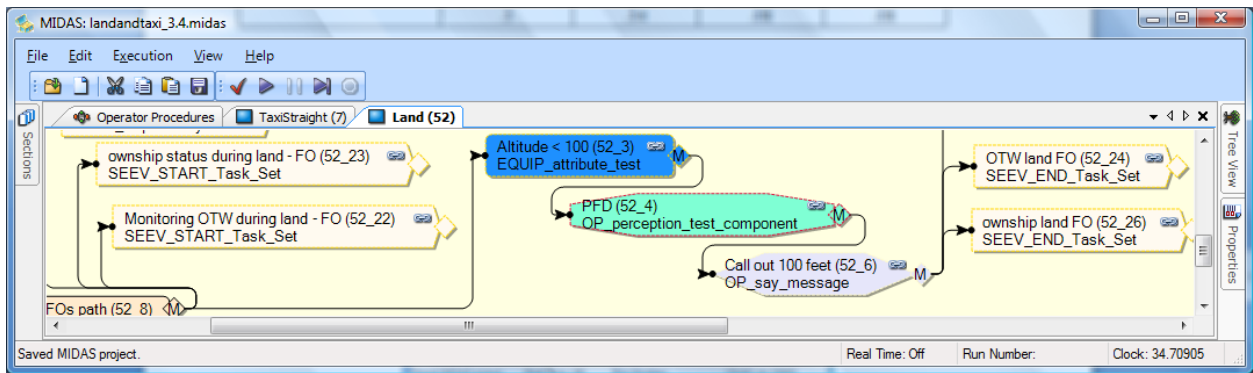 MIDAS: landandtaxi_3.4.midas
File Edit Execution View Help
Sections
Operator Procedures TaxiStraight (7) Land (52)
Tree View
Properties
ownship status during land - FO (52_23)
SEEV_START_Task_Set
Monitoring OTW during land - FO (52_22)
SEEV_START_Task_Set
FOs path (52_8) M
Altitude < 100 (52_3) M
EQUIP_attribute_test
PFD (52_4) M
OP_perception_test_component
Call out 100 feet (52_6) M
OP_say_message
OTW land FO (52_24)
SEEV_END_Task_Set
ownship land FO (52_26)
SEEV_END_Task_Set
Saved MIDAS project. Real Time: Off Run Number: Clock: 34.70905